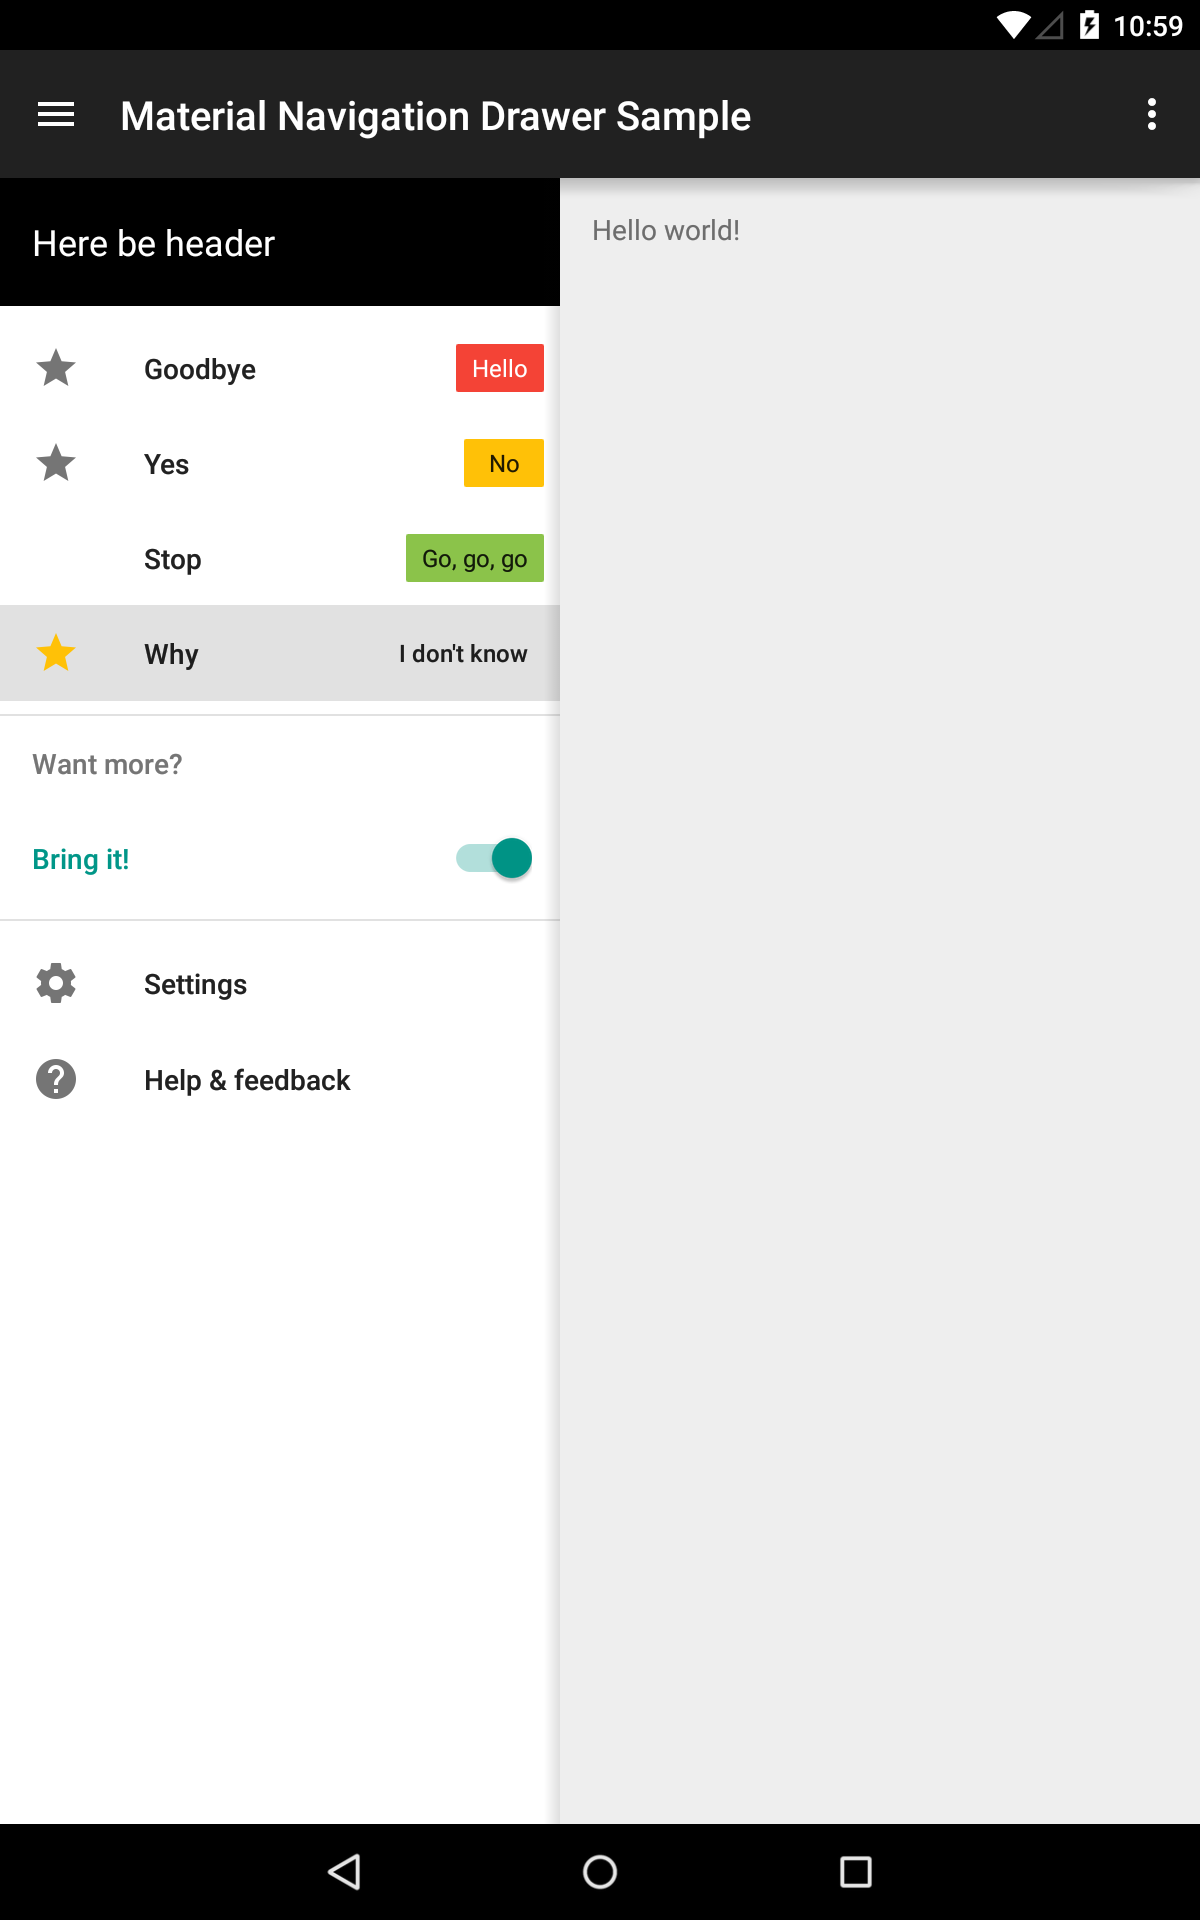 10:59
Material Navigation Drawer Sample
Here be header
Hello world!
Goodbye Hello
Yes No
Stop Go, go, go
Why I don't know
Want more?
Bring it!
Settings
Help & feedback